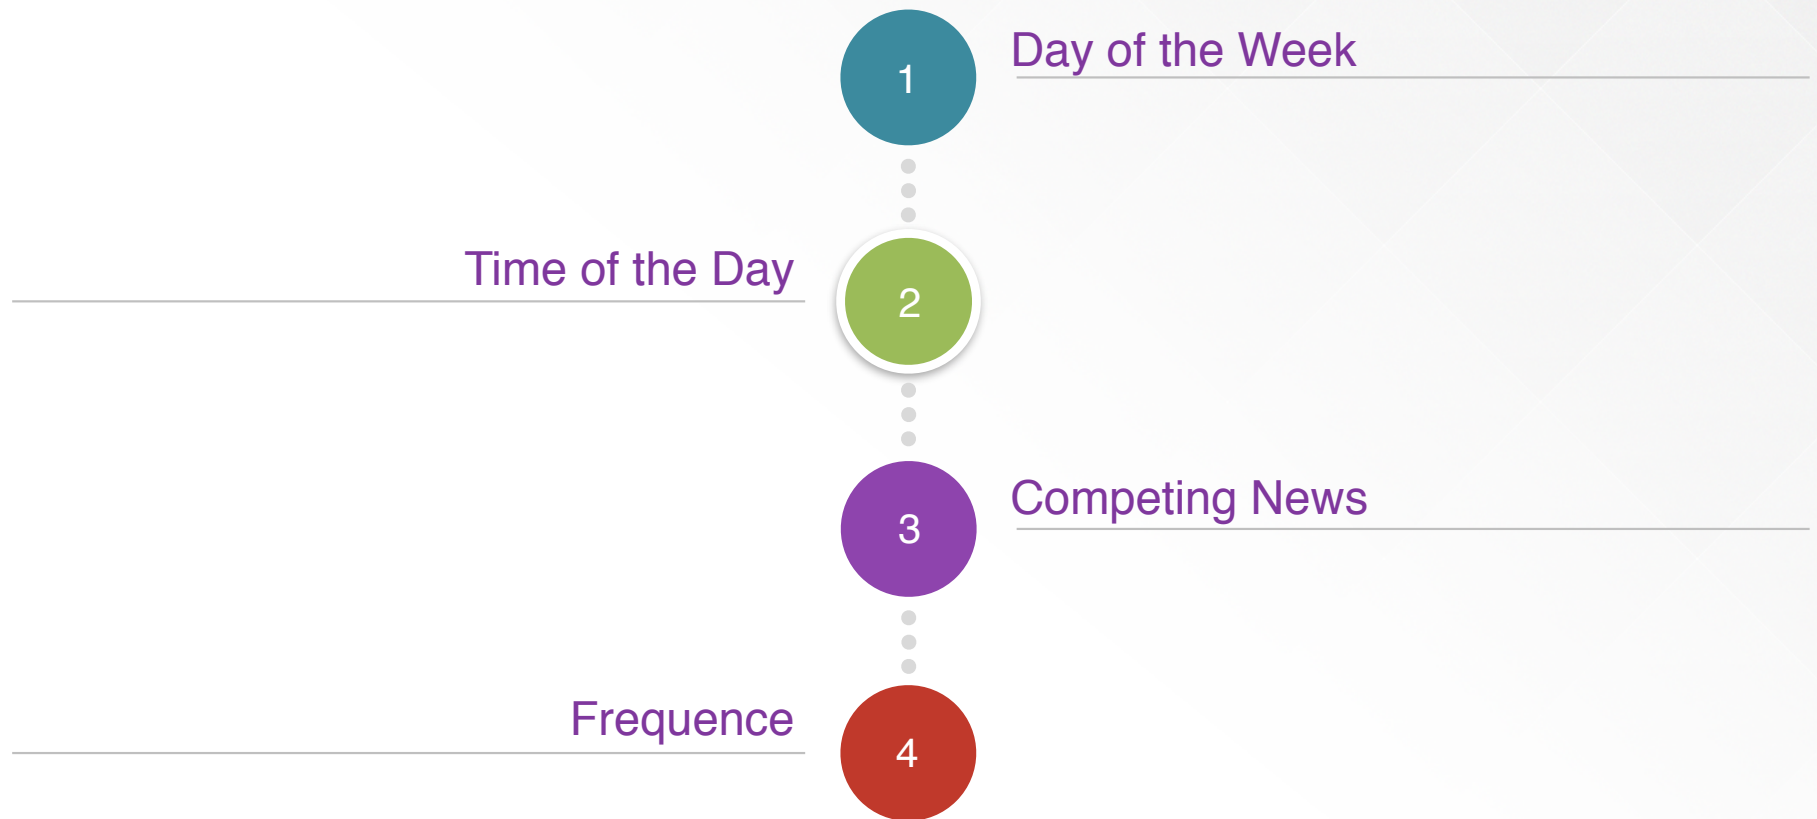 1
Day of the Week
Time of the Day
2
3
Competing News
Frequence
4